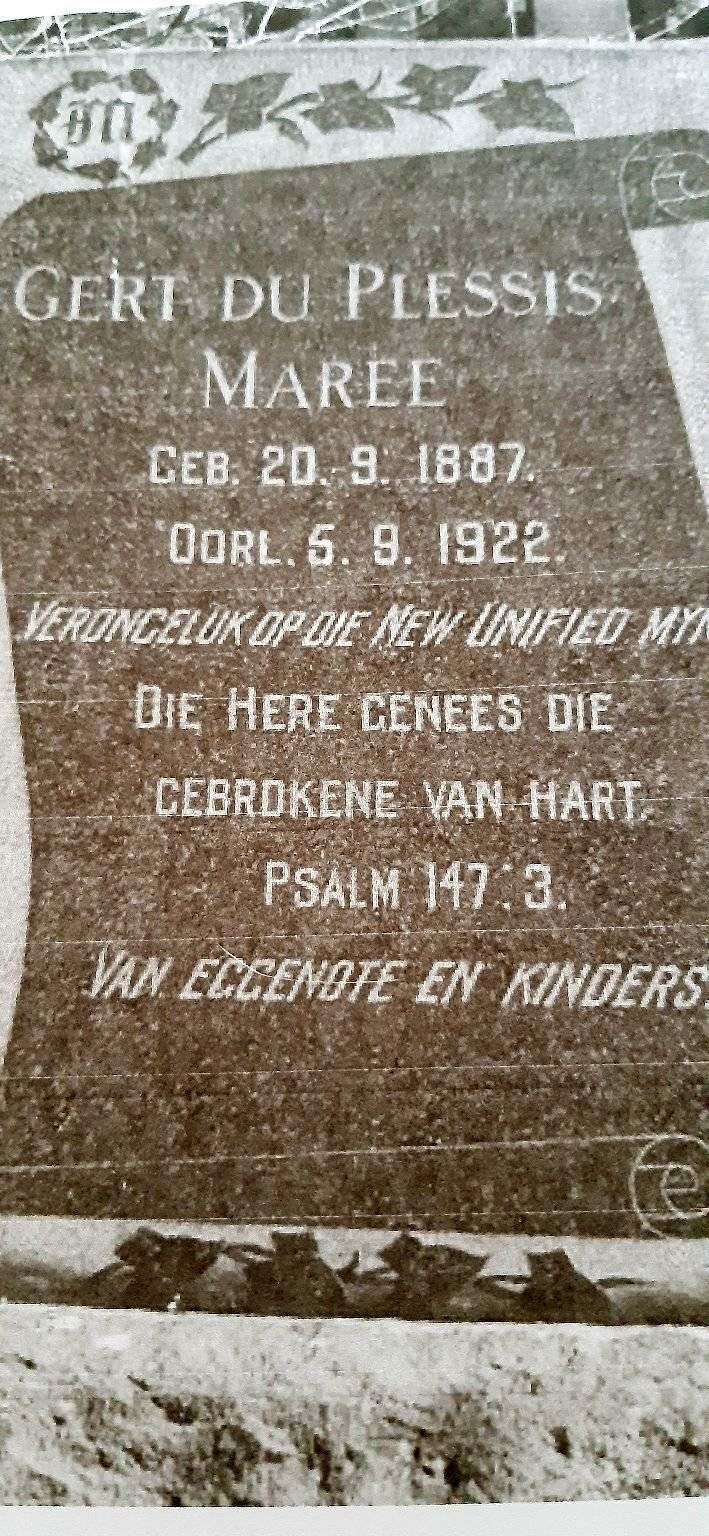 M
GERT DU PLESSIS
MAREE
GEB. 20. 9. 1887.
OORL. 5. 9. 1922.
VERONGELUK OP DIE NEW UNIFIED MYN
DIE HERE GENEES DIE
GEBROKENE VAN HART.
PSALM 147:3.
VAN EGGENOTE EN KINDERS.